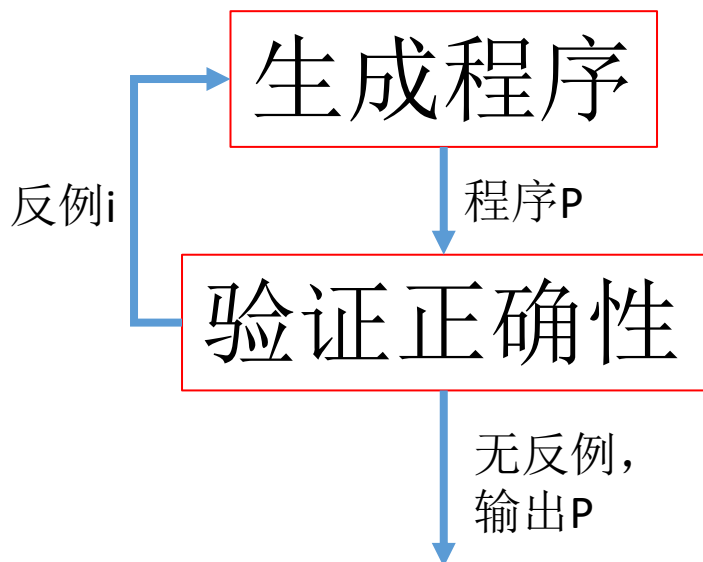 生成程序
反例i
程序P
验证正确性
无反例，
输出P